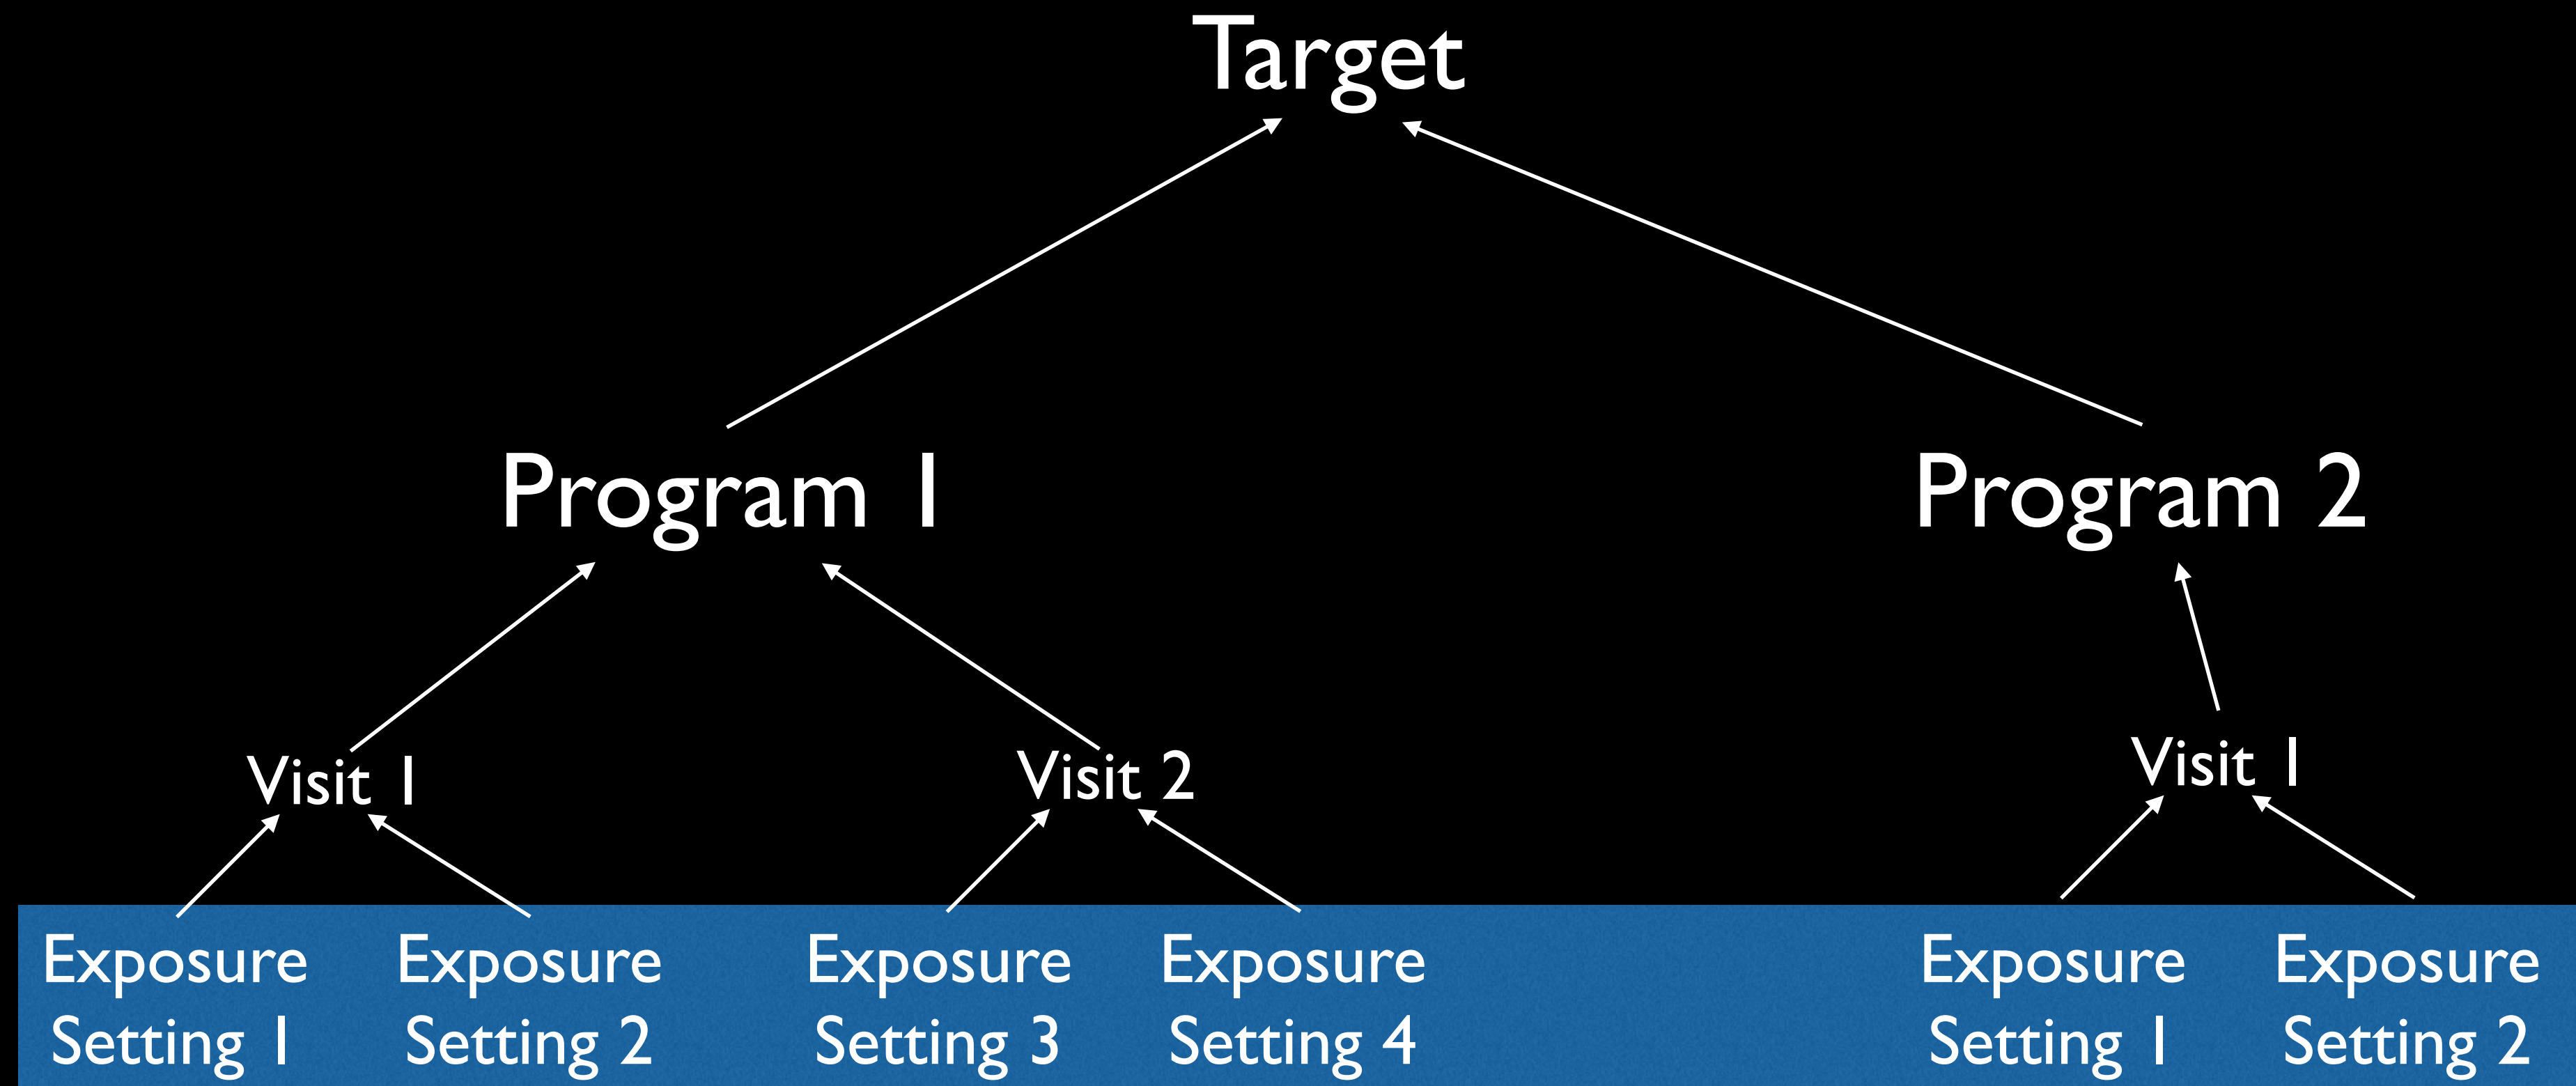 Target
Program 1
Program 2
Visit 1
Visit 2
Visit 1
Exposure
Setting 1
Exposure
Setting 2
Exposure
Setting 3
Exposure
Setting 4
Exposure
Setting 1
Exposure
Setting 2